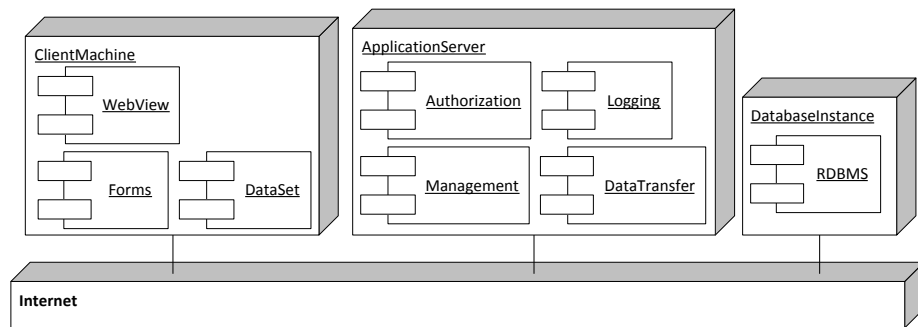 ClientMachine
WebView
Forms
DataSet
ApplicationServer
Authorization
Logging
Management
DataTransfer
DatabaseInstance
RDBMS
Internet